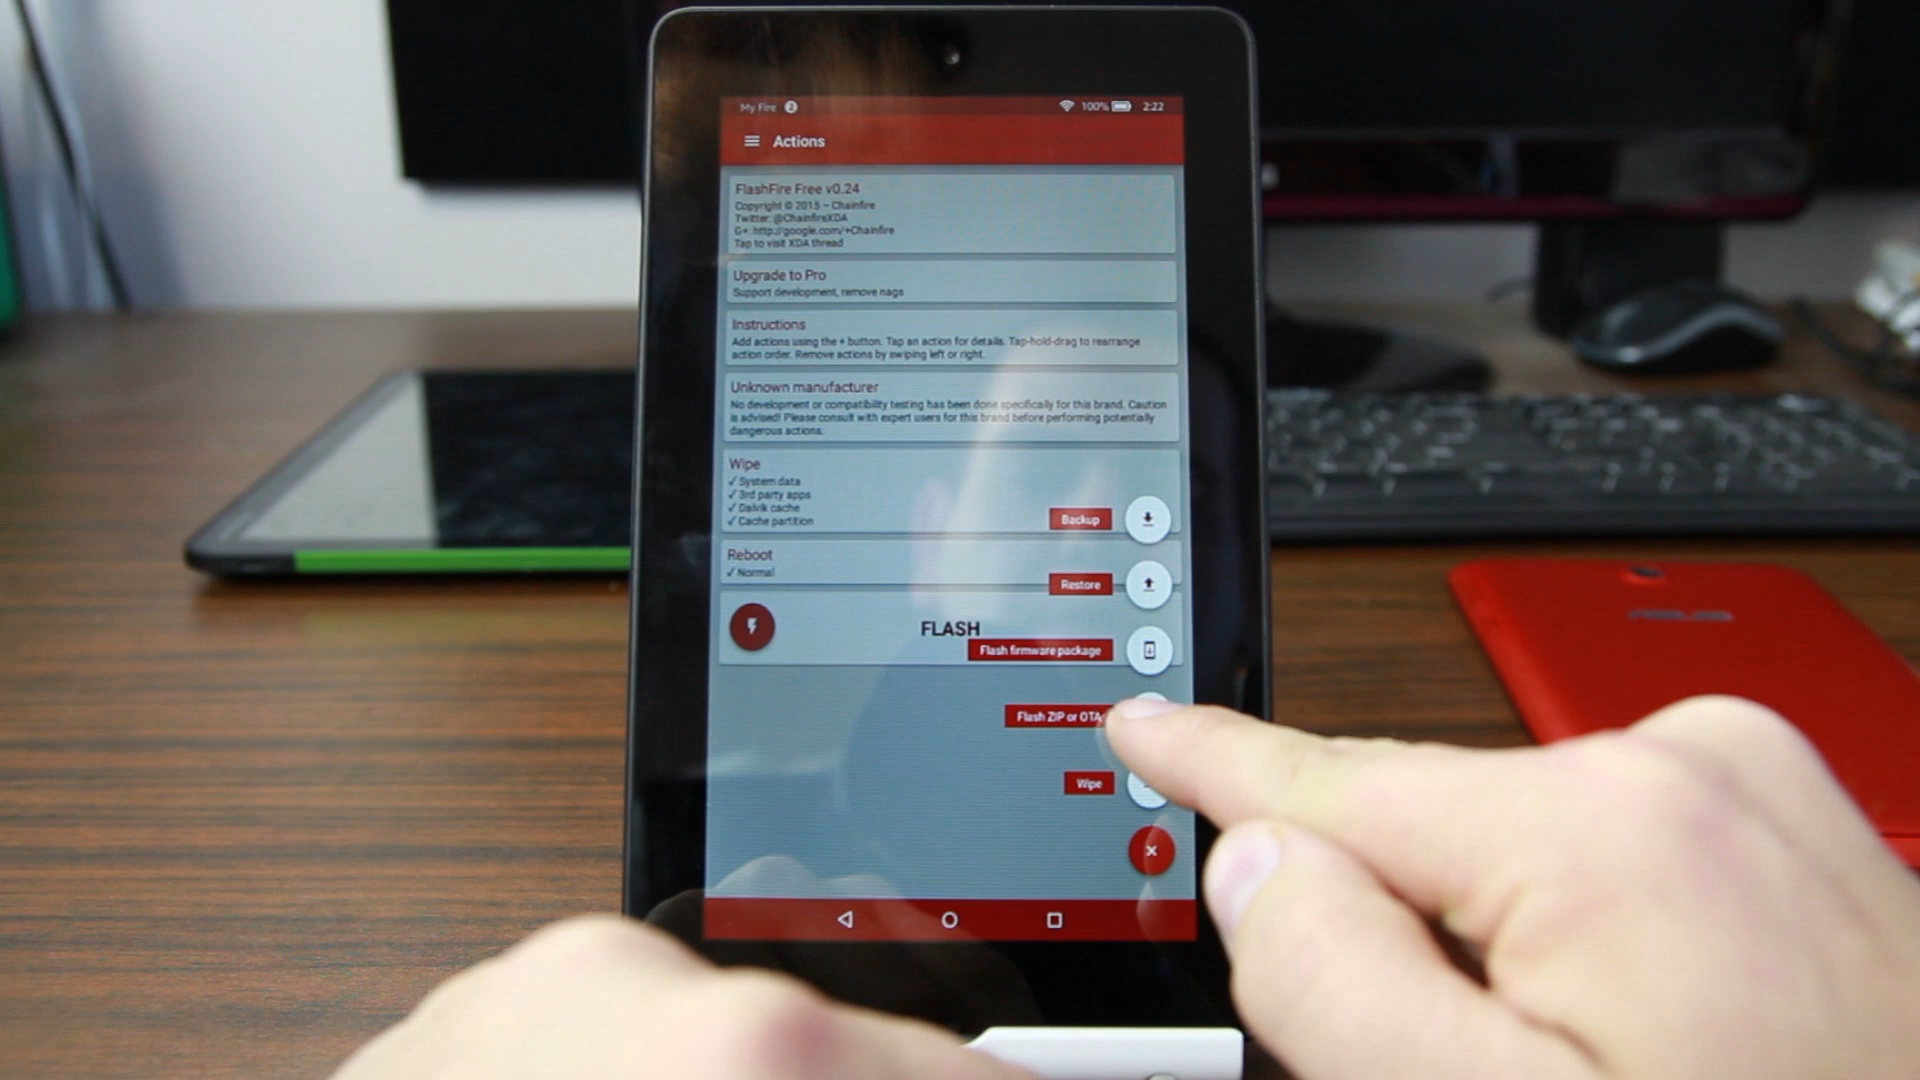 My Fire 2 100% 2:22
Actions
FlashFire Free v0.24
Copyright © 2015 – Chainfire
Twitter: @ChainfireXDA
G+: http://google.com/+Chainfire
Tap to visit XDA thread
Upgrade to Pro
Support development, remove nags
Instructions
Add actions using the + button. Tap an action for details. Tap-hold-drag to rearrange
action order. Remove actions by swiping left or right.
Unknown manufacturer
No development or compatibility testing has been done specifically for this brand. Caution
is advised! Please consult with expert users for this brand before performing potentially
dangerous actions.
Wipe
✓ System data
✓ 3rd party apps
✓ Dalvik cache
✓ Cache partition
Backup
Reboot
✓ Normal
Restore
FLASH
Flash firmware package
Flash ZIP or OTA
Wipe
ASUS